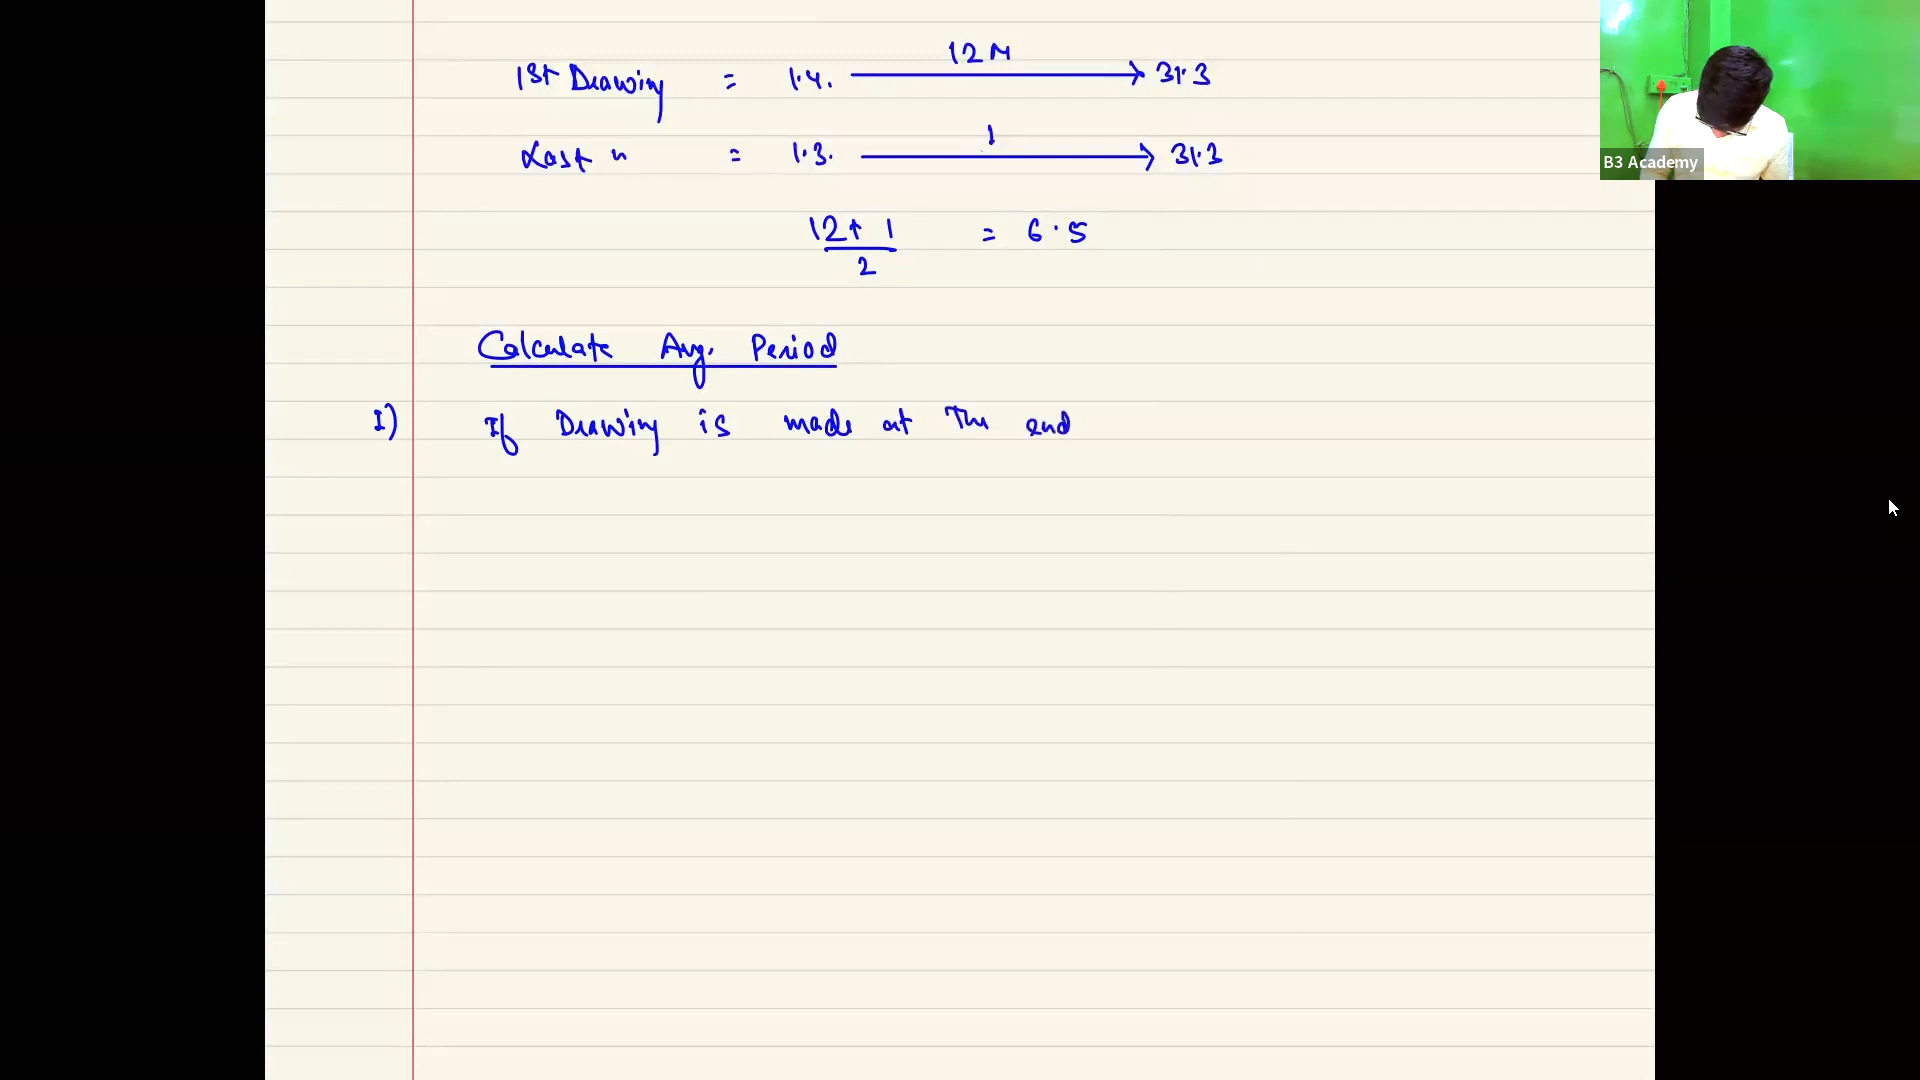 12 M
1st Drawing = 1.4. → 31.3
1
Last " = 1.3. → 31.3
12 + 1 = 6.5
2
Calculate Avg. Period
I) If Drawing is made at the end
B3 Academy